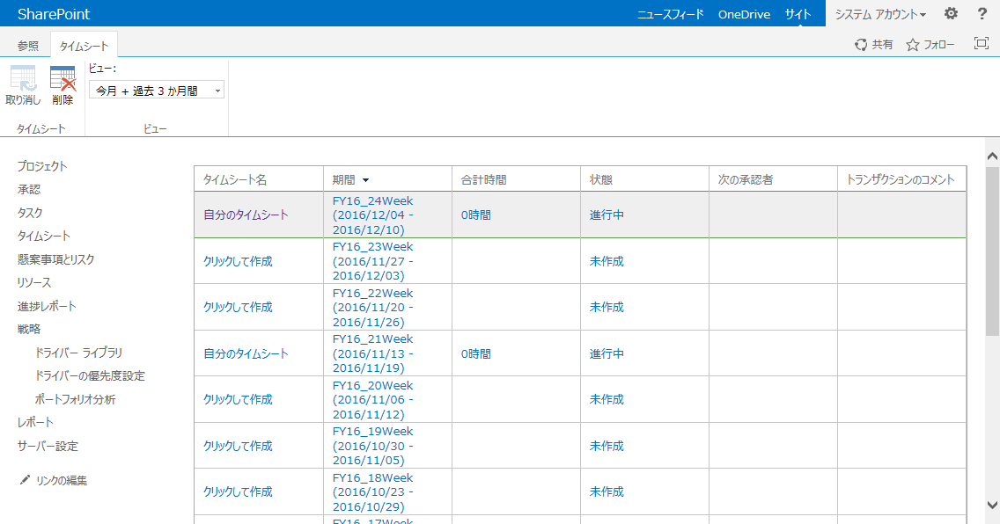 SharePoint
ニュースフィード OneDrive サイト システム アカウント ?
参照 タイムシート 共有 フォロー
取り消し 削除
ビュー:
今月 + 過去 3 か月間
タイムシート ビュー
プロジェクト
承認
タスク
タイムシート
懸案事項とリスク
リソース
進捗レポート
戦略
ドライバー ライブラリ
ドライバーの優先度設定
ポートフォリオ分析
レポート
サーバー設定
リンクの編集
タイムシート名 期間 合計時間 状態 次の承認者 トランザクションのコメント
自分のタイムシート FY16_24Week 0時間 進行中
(2016/12/04 -
2016/12/10)
クリックして作成 FY16_23Week 未作成
(2016/11/27 -
2016/12/03)
クリックして作成 FY16_22Week 未作成
(2016/11/20 -
2016/11/26)
自分のタイムシート FY16_21Week 0時間 進行中
(2016/11/13 -
2016/11/19)
クリックして作成 FY16_20Week 未作成
(2016/11/06 -
2016/11/12)
クリックして作成 FY16_19Week 未作成
(2016/10/30 -
2016/11/05)
クリックして作成 FY16_18Week 未作成
(2016/10/23 -
2016/10/29)
FY16_17Week